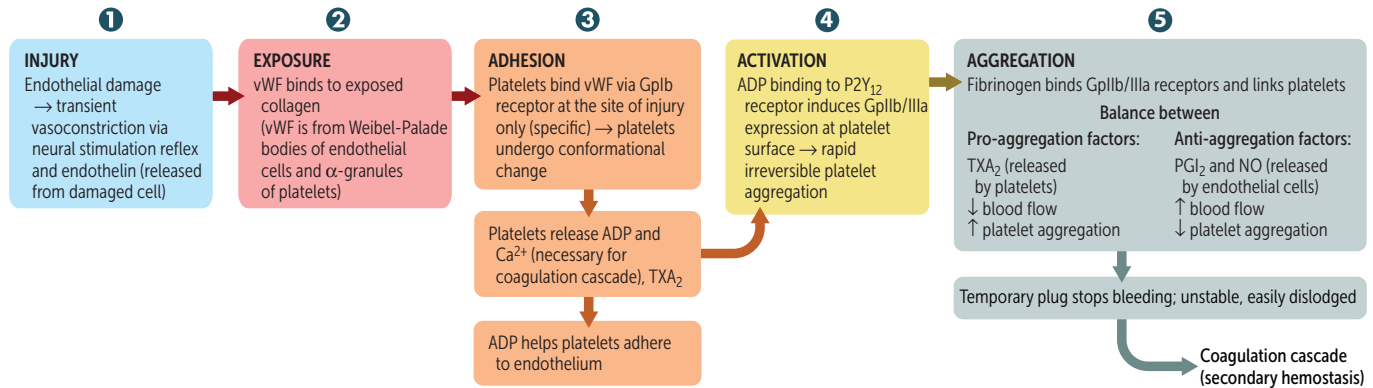 1
INJURY
Endothelial damage
→ transient
vasoconstriction via
neural stimulation reflex
and endothelin (released
from damaged cell)
2
EXPOSURE
vWF binds to exposed
collagen
(vWF is from Weibel-Palade
bodies of endothelial
cells and α-granules
of platelets)
3
ADHESION
Platelets bind vWF via GpIb
receptor at the site of injury
only (specific) → platelets
undergo conformational
change
Platelets release ADP and
Ca²⁺ (necessary for
coagulation cascade), TXA₂
ADP helps platelets adhere
to endothelium
4
ACTIVATION
ADP binding to P2Y₁₂
receptor induces GpIIb/IIIa
expression at platelet
surface → rapid
irreversible platelet
aggregation
5
AGGREGATION
Fibrinogen binds GpIIb/IIIa receptors and links platelets
Balance between
Pro-aggregation factors:
TXA₂ (released
by platelets)
↓ blood flow
↑ platelet aggregation
Anti-aggregation factors:
PGI₂ and NO (released
by endothelial cells)
↑ blood flow
↓ platelet aggregation
Temporary plug stops bleeding; unstable, easily dislodged
Coagulation cascade
(secondary hemostasis)